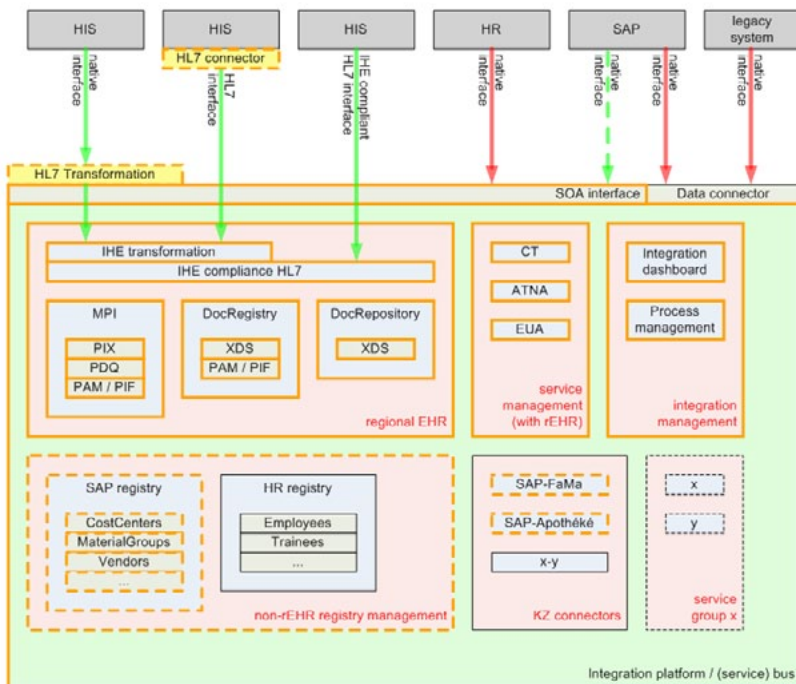 HIS
HIS
HIS
HR
SAP
legacy
system
HL7 connector
native
interface
HL7
interface
IHE compliant
HL7 interface
native
interface
native
interface
native
interface
native
interface
HL7 Transformation
SOA interface
Data connector
IHE transformation
IHE compliance HL7
MPI
PIX
PDQ
PAM / PIF
DocRegistry
XDS
PAM / PIF
DocRepository
XDS
regional EHR
CT
ATNA
EUA
service
management
(with rEHR)
Integration
dashboard
Process
management
integration
management
SAP registry
CostCenters
MaterialGroups
Vendors
...
HR registry
Employees
Trainees
...
non-rEHR registry management
SAP-FaMa
SAP-Apothéké
x-y
KZ connectors
x
y
service
group x
Integration platform / (service) bus